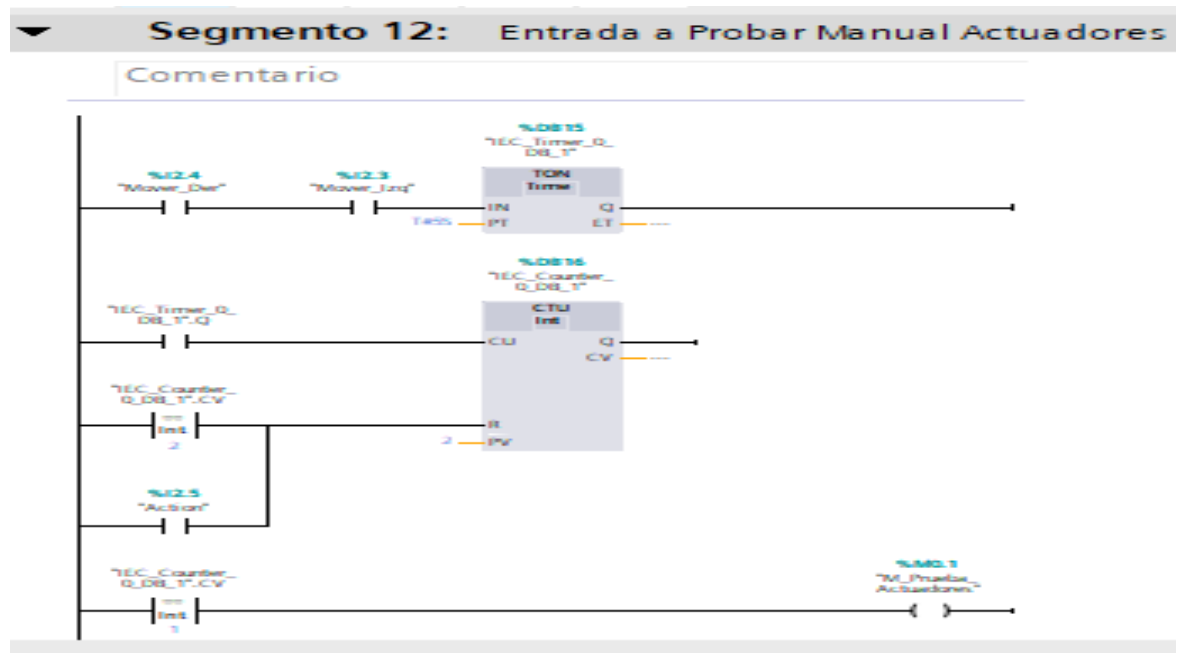 Segmento 12: Entrada a Probar Manual Actuadores
Comentario
%DB15
"IEC_Timer_0_
DB_1"
%I2.4
"Mover_Der"
%I2.3
"Mover_Izq"
TON
Time
IN
Q
T#5S
PT
ET
...
%DB16
"IEC_Counter_
0_DB_1"
"IEC_Timer_0_
DB_1".Q
CTU
Int
CU
Q
CV
...
"IEC_Counter_
0_DB_1".CV
==
Int
2
R
2
PV
%I2.5
"Action"
"IEC_Counter_
0_DB_1".CV
==
Int
1
%M0.1
"M_Prueba_
Actuadores"